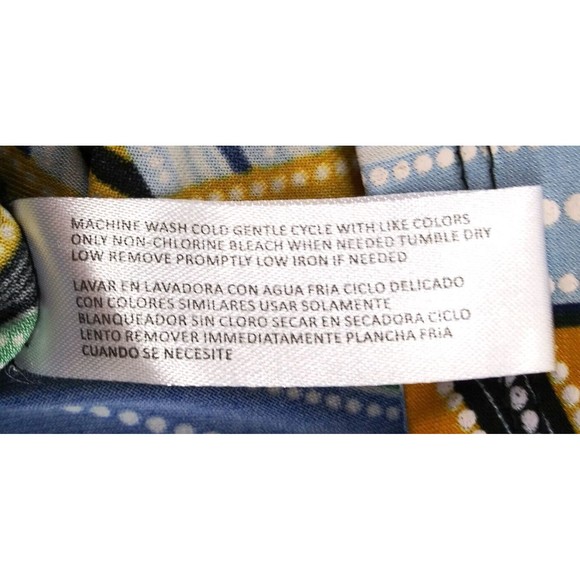 MACHINE WASH COLD GENTLE CYCLE WITH LIKE COLORS
ONLY NON-CHLORINE BLEACH WHEN NEEDED TUMBLE DRY
LOW REMOVE PROMPTLY LOW IRON IF NEEDED
LAVAR EN LAVADORA CON AGUA FRIA CICLO DELICADO
CON COLORES SIMILARES USAR SOLAMENTE
BLANQUEADOR SIN CLORO SECAR EN SECADORA CICLO
LENTO REMOVER IMMEDIATAMENTE PLANCHA FRIA
CUANDO SE NECESITE